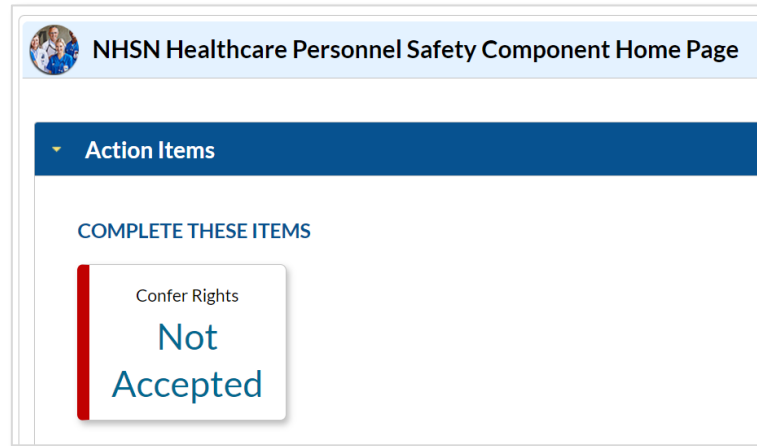 NHSN Healthcare Personnel Safety Component Home Page
Action Items
COMPLETE THESE ITEMS
Confer Rights
Not
Accepted